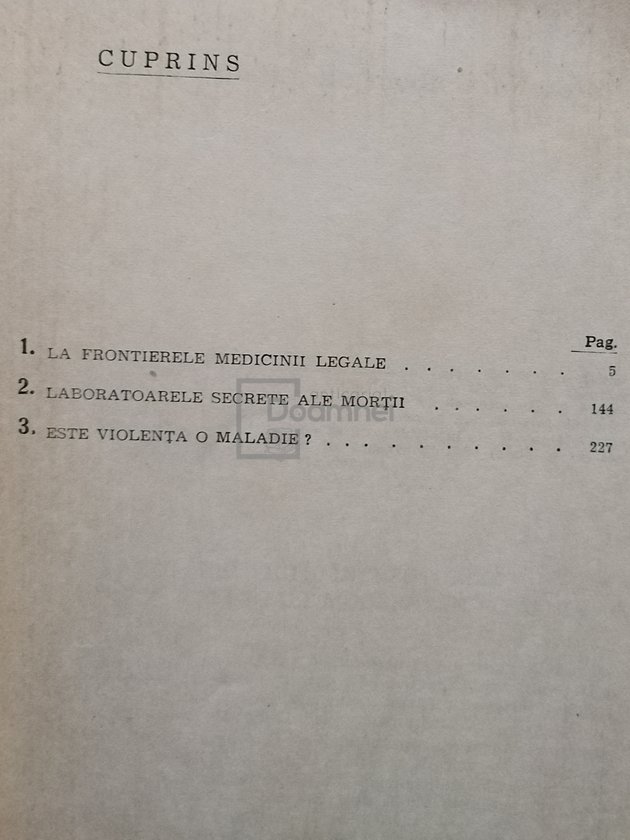 CUPRINS
Pag.
1. LA FRONTIERELE MEDICINII LEGALE . . . . . . . 5
2. LABORATOARELE SECRETE ALE MORȚII . . . . . . 144
3. ESTE VIOLENȚA O MALADIE ? . . . . . . . . . . 227
Doamnei